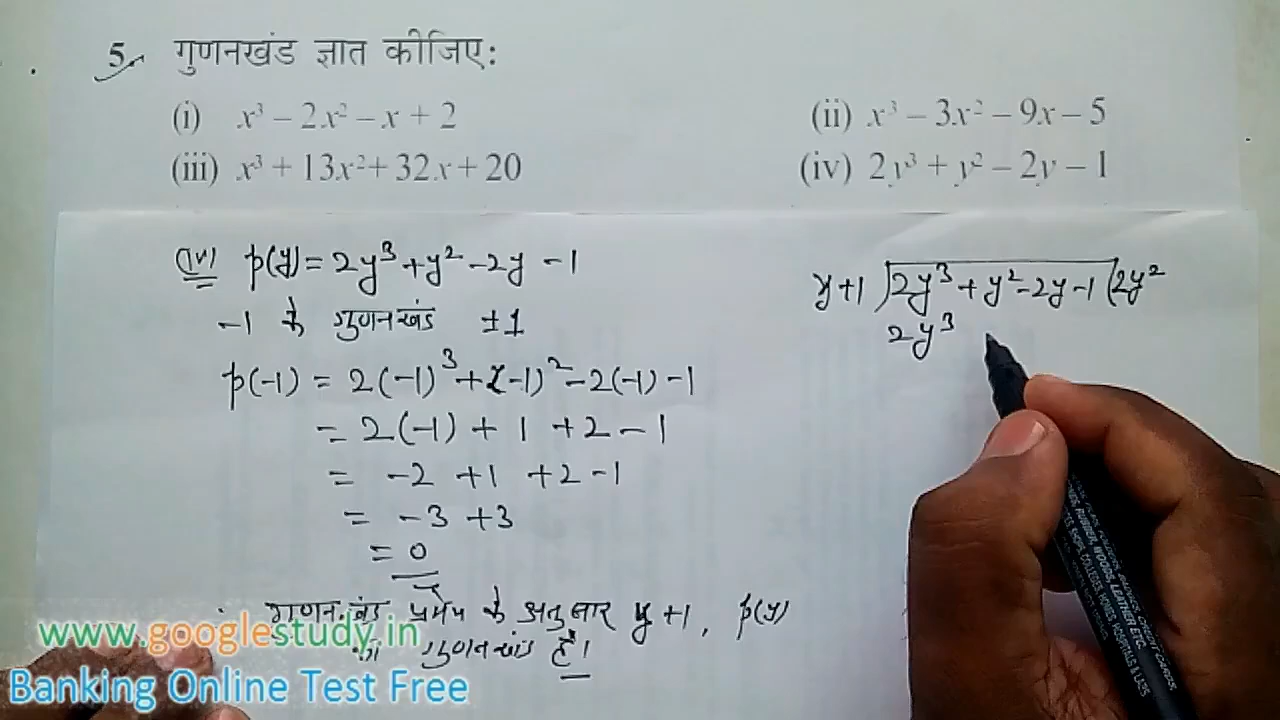 5. गुणनखंड ज्ञात कीजिए:
(i) x³ – 2x² – x + 2
(ii) x³ – 3x² – 9x – 5
(iii) x³ + 13x² + 32x + 20
(iv) 2y³ + y² – 2y – 1
(iv) p(y) = 2y³ + y² - 2y - 1
-1 के गुणनखंड ±1
p(-1) = 2(-1)³ + (-1)² - 2(-1) - 1
= 2(-1) + 1 + 2 - 1
= -2 + 1 + 2 - 1
= -3 + 3
= 0
गुणनखंड प्रमेय के अनुसार y + 1, p(y)
का गुणनखंड है।
y+1 ) 2y³ + y² - 2y - 1 ( 2y²
2y³
www.googlestudy.in
Banking Online Test Free